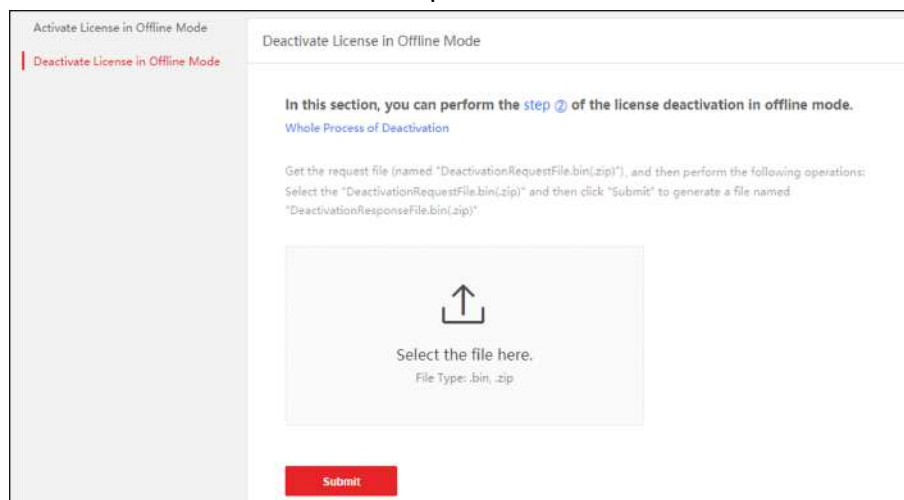 Activate License in Offline Mode
Deactivate License in Offline Mode
Deactivate License in Offline Mode
In this section, you can perform the step ② of the license deactivation in offline mode.
Whole Process of Deactivation
Get the request file (named "DeactivationRequestFile.bin(.zip)"), and then perform the following operations:
Select the "DeactivationRequestFile.bin(.zip)" and then click "Submit" to generate a file named
"DeactivationResponseFile.bin(.zip)"
Select the file here.
File Type: .bin, .zip
Submit